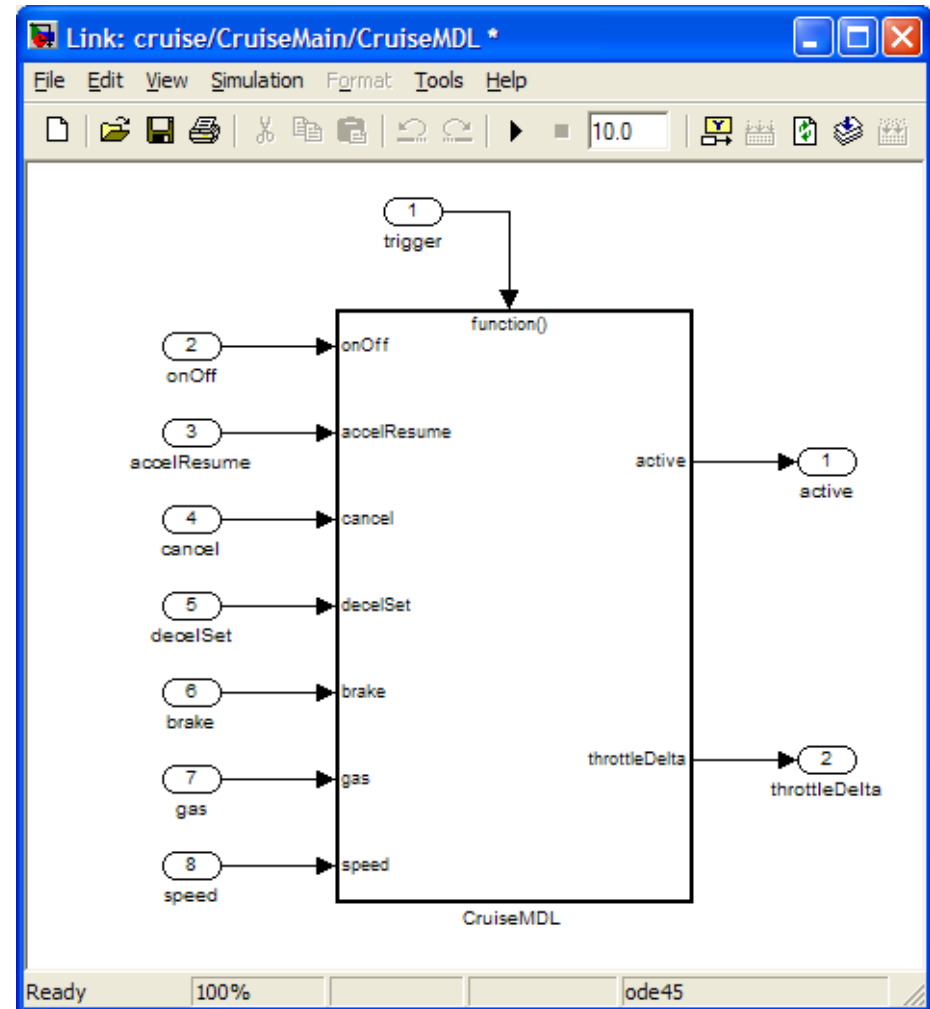 Link: cruise/CruiseMain/CruiseMDL *
File Edit View Simulation Format Tools Help
10.0
1
trigger
function()
2
onOff
onOff
3
accelResume
accelResume
active
1
active
4
cancel
cancel
5
decelSet
decelSet
6
brake
brake
throttleDelta
2
throttleDelta
7
gas
gas
8
speed
speed
CruiseMDL
Ready 100% ode45